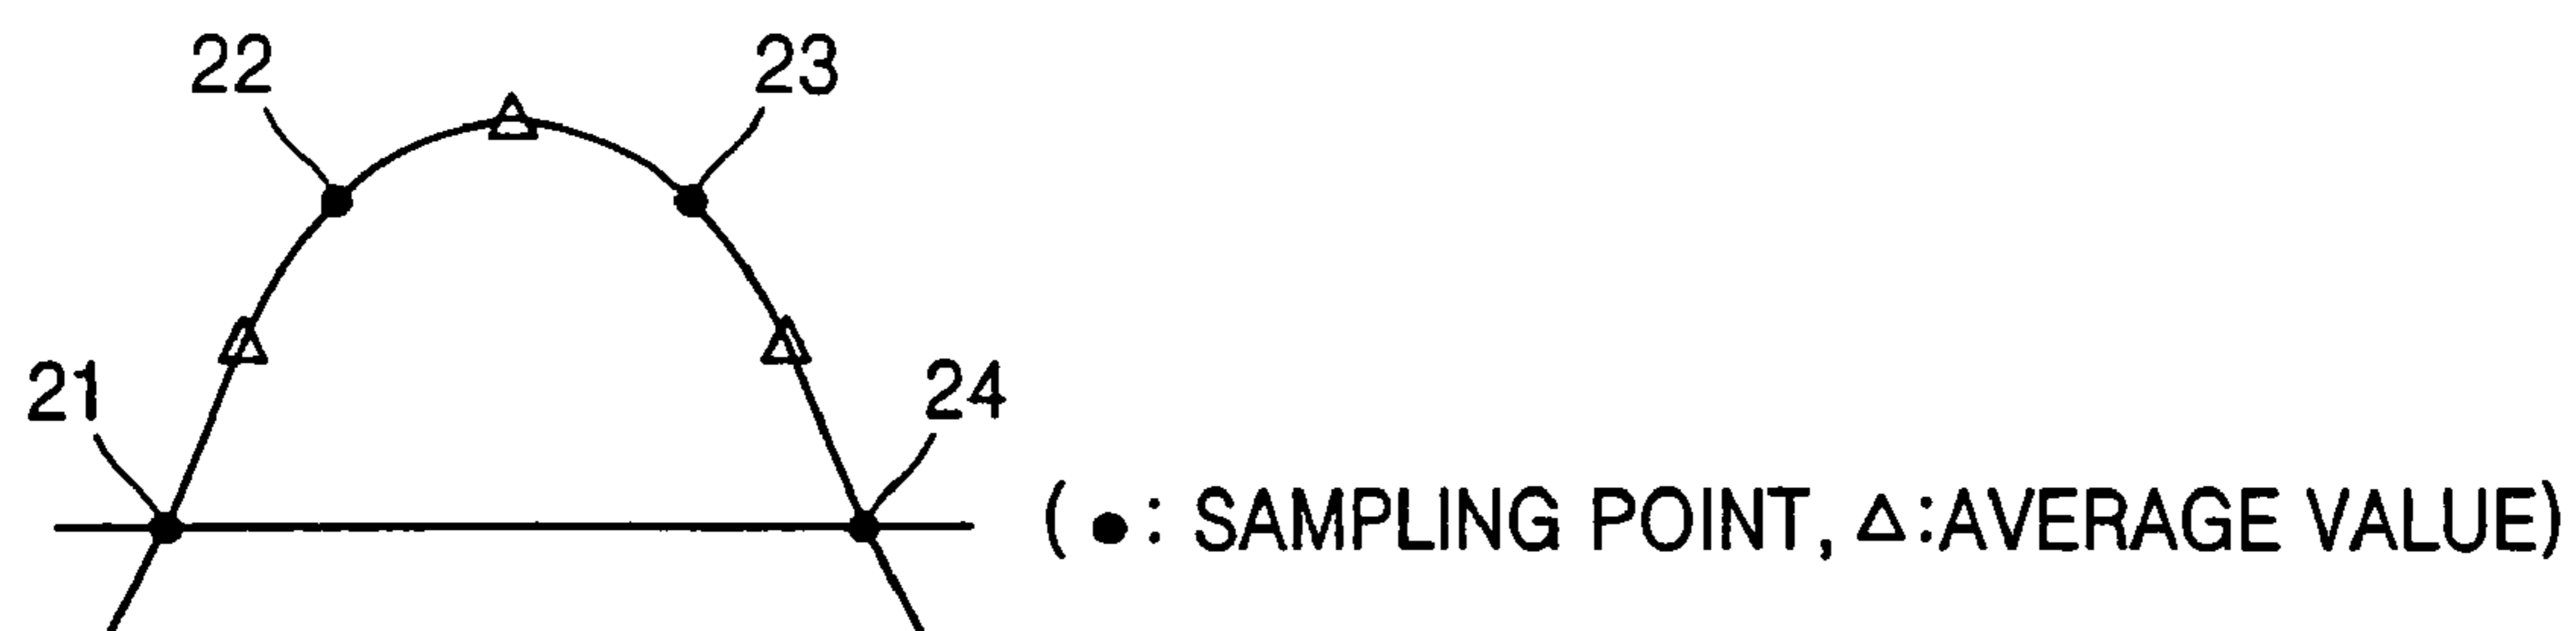 22
23
21
24
( ● : SAMPLING POINT, △ :AVERAGE VALUE)